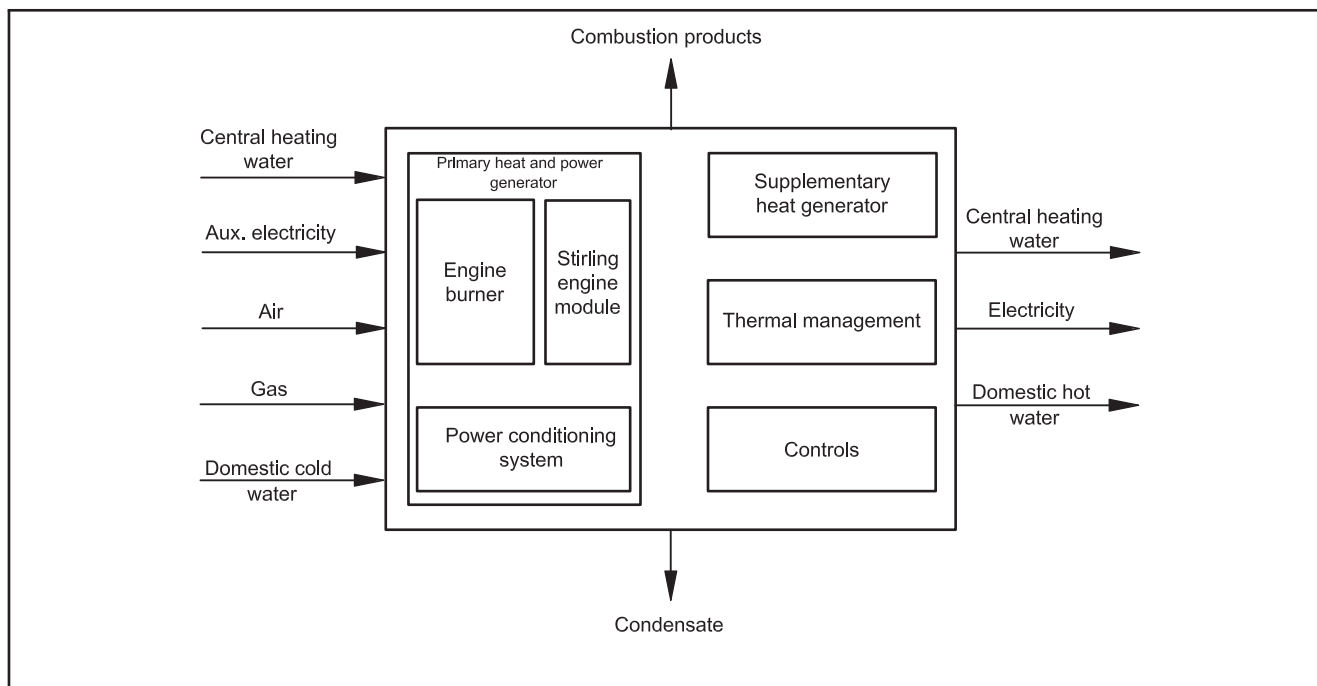 Combustion products
Central heating
water
Aux. electricity
Air
Gas
Domestic cold
water
Primary heat and power
generator
Engine
burner
Stirling
engine
module
Power conditioning
system
Supplementary
heat generator
Thermal management
Controls
Central heating
water
Electricity
Domestic hot
water
Condensate